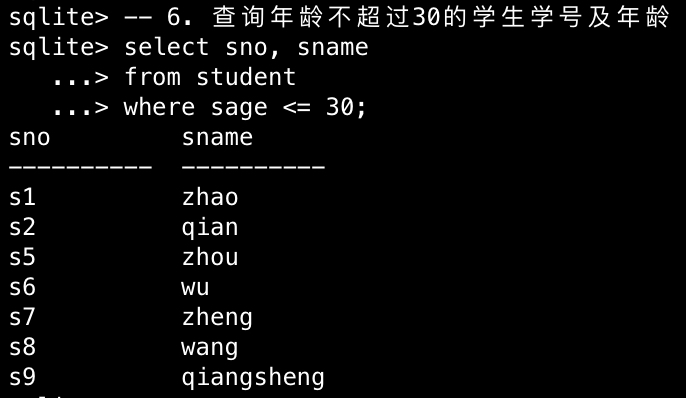 sqlite> -- 6. 查询年龄不超过30的学生学号及年龄
sqlite> select sno, sname
   ...> from student
   ...> where sage <= 30;
sno         sname
----------  ----------
s1          zhao
s2          qian
s5          zhou
s6          wu
s7          zheng
s8          wang
s9          qiangsheng